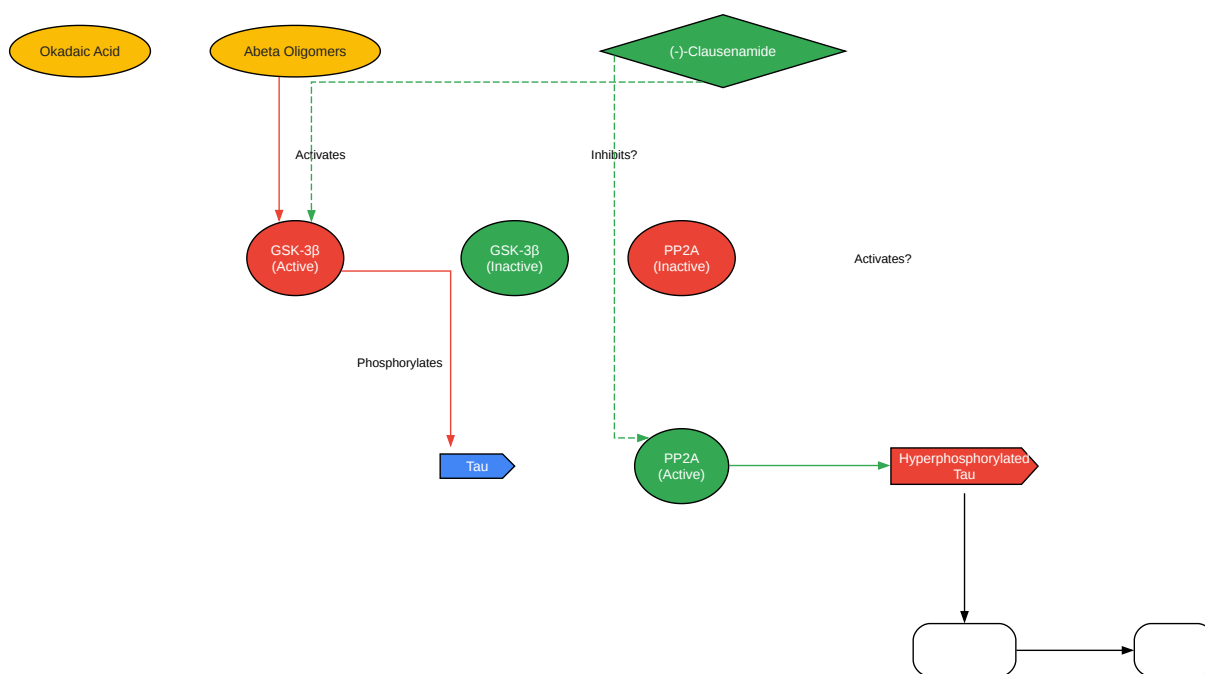 Okadaic Acid
Abeta Oligomers
(-)-Clausenamide
Activates
Inhibits?
GSK-3β
(Active)
GSK-3β
(Inactive)
PP2A
(Inactive)
Activates?
Phosphorylates
Tau
PP2A
(Active)
Hyperphosphorylated
Tau